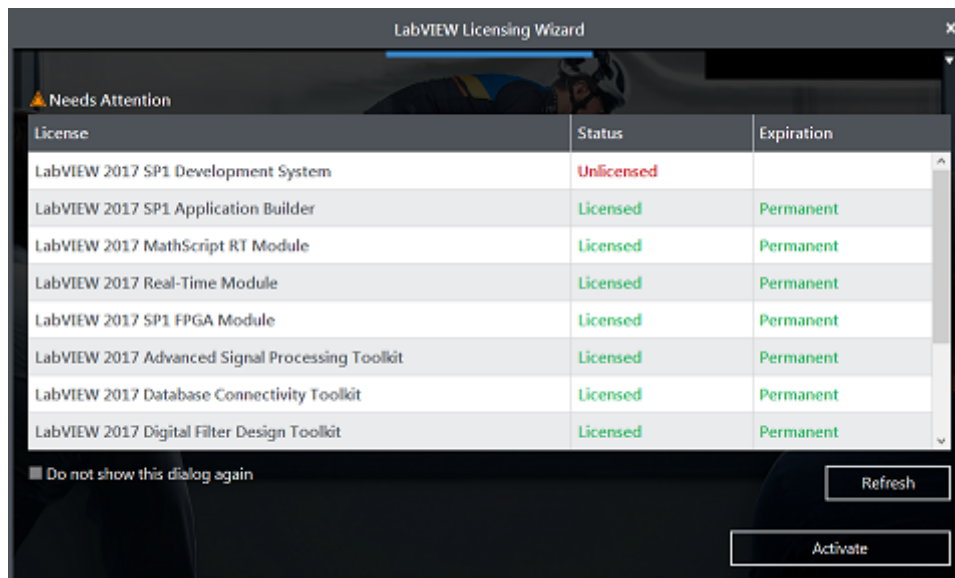 LabVIEW Licensing Wizard
Needs Attention
License Status Expiration
LabVIEW 2017 SP1 Development System Unlicensed
LabVIEW 2017 SP1 Application Builder Licensed Permanent
LabVIEW 2017 MathScript RT Module Licensed Permanent
LabVIEW 2017 Real-Time Module Licensed Permanent
LabVIEW 2017 SP1 FPGA Module Licensed Permanent
LabVIEW 2017 Advanced Signal Processing Toolkit Licensed Permanent
LabVIEW 2017 Database Connectivity Toolkit Licensed Permanent
LabVIEW 2017 Digital Filter Design Toolkit Licensed Permanent
Do not show this dialog again
Refresh
Activate